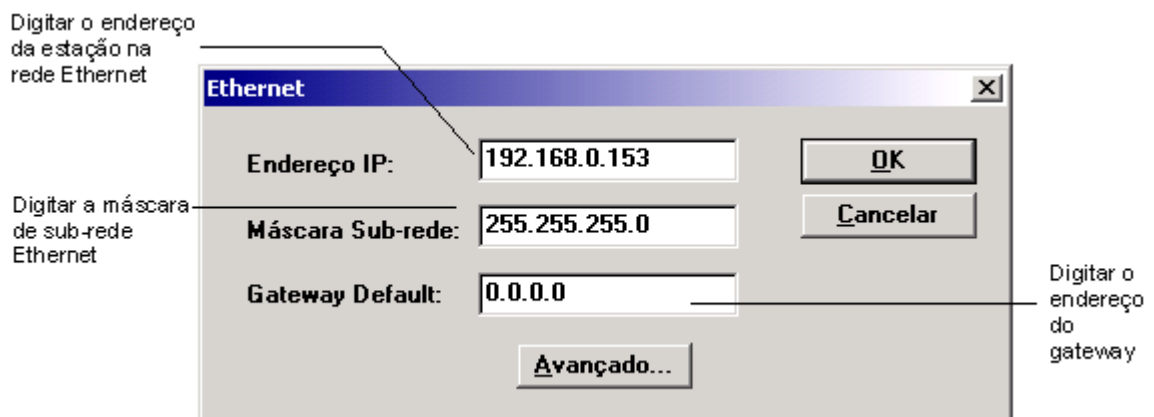 Digitar o endereço
da estação na
rede Ethernet
Ethernet
Endereço IP:
192.168.0.153
OK
Digitar a máscara
de sub-rede
Ethernet
Máscara Sub-rede:
255.255.255.0
Cancelar
Gateway Default:
0.0.0.0
Digitar o
endereço
do
gateway
Avançado...